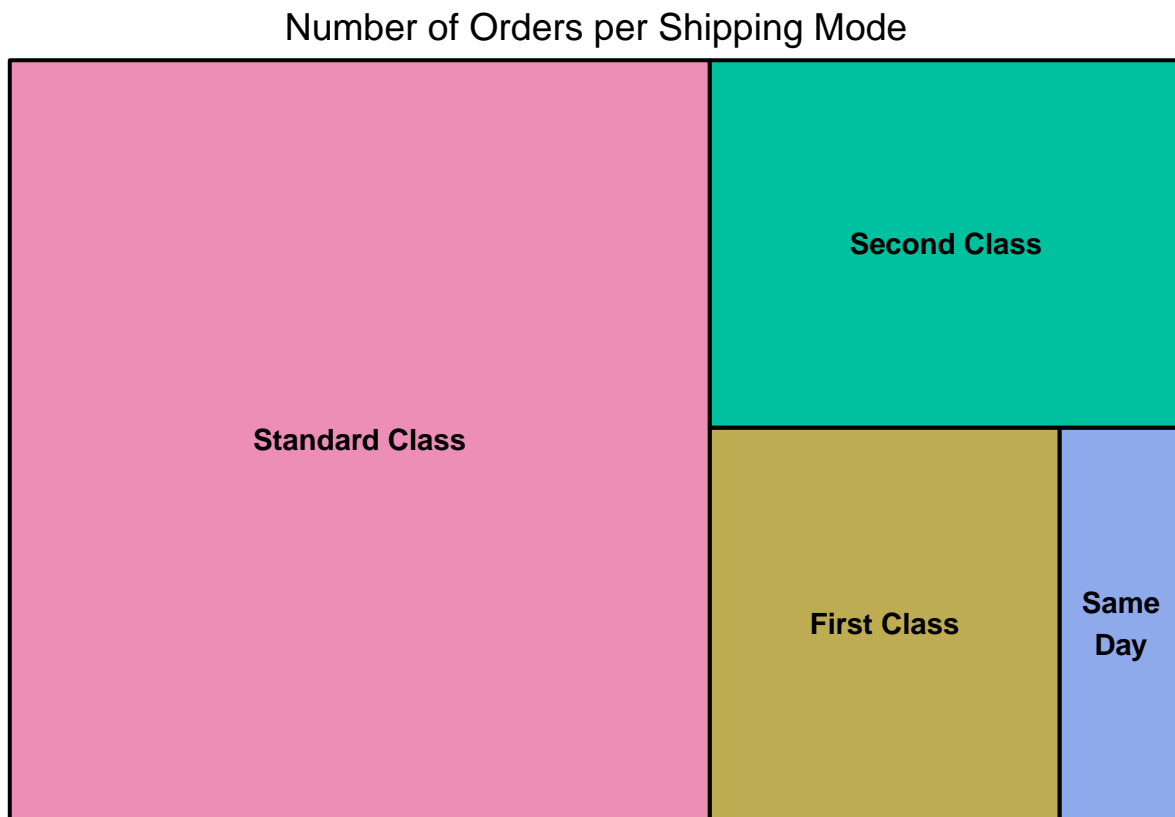 Number of Orders per Shipping Mode
Second Class
Standard Class
First Class
Same
Day